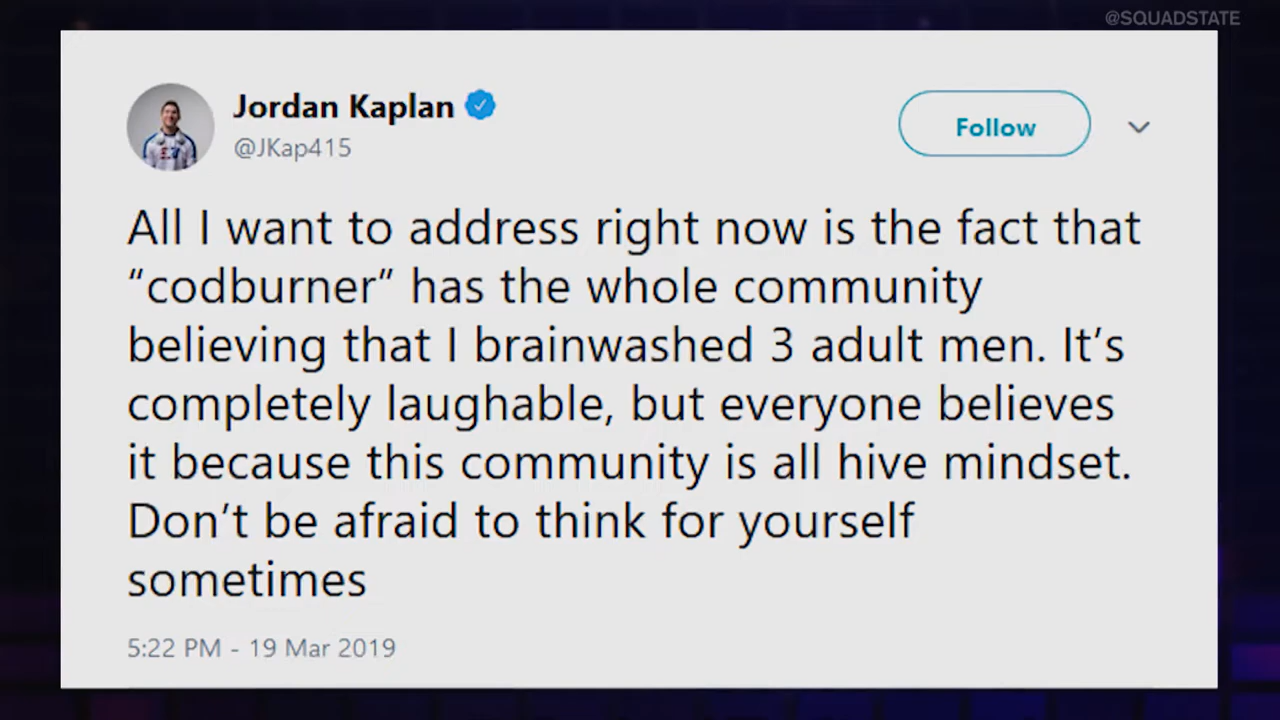 @SQUADSTATE
Jordan Kaplan
@JKap415
Follow
All I want to address right now is the fact that
“codburner” has the whole community
believing that I brainwashed 3 adult men. It’s
completely laughable, but everyone believes
it because this community is all hive mindset.
Don’t be afraid to think for yourself
sometimes
5:22 PM - 19 Mar 2019